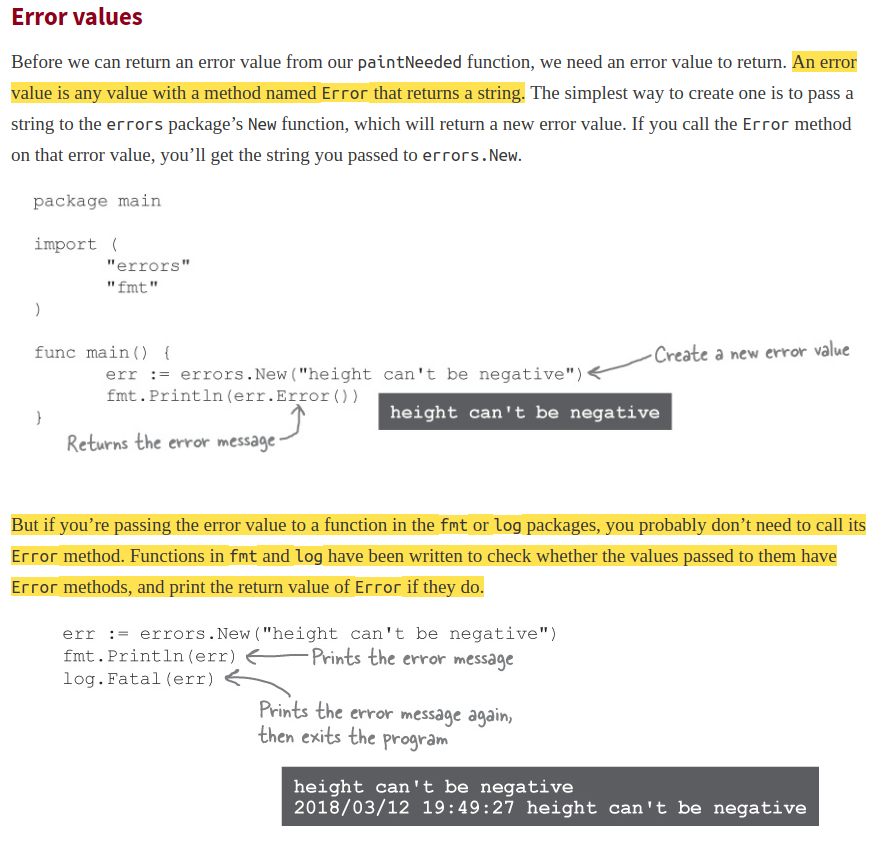 Error values
Before we can return an error value from our paintNeeded function, we need an error value to return. An error
value is any value with a method named Error that returns a string. The simplest way to create one is to pass a
string to the errors package’s New function, which will return a new error value. If you call the Error method
on that error value, you’ll get the string you passed to errors.New.
package main
import (
"errors"
"fmt"
)
func main() {
err := errors.New("height can't be negative")
Create a new error value
fmt.Println(err.Error())
height can't be negative
}
Returns the error message
But if you’re passing the error value to a function in the fmt or log packages, you probably don’t need to call its
Error method. Functions in fmt and log have been written to check whether the values passed to them have
Error methods, and print the return value of Error if they do.
err := errors.New("height can't be negative")
fmt.Println(err)
Prints the error message
log.Fatal(err)
Prints the error message again,
then exits the program
height can't be negative
2018/03/12 19:49:27 height can't be negative